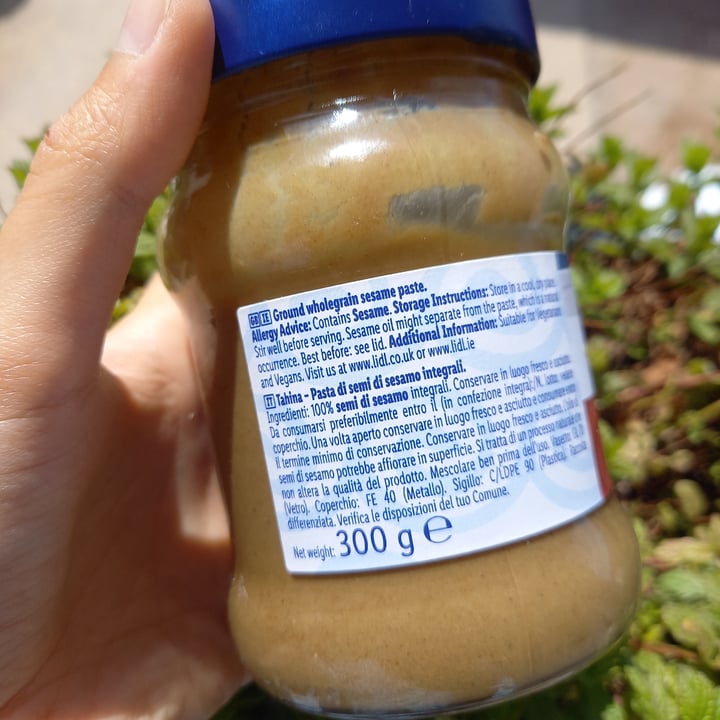 GB IE Ground wholegrain sesame paste.
Allergy Advice: Contains Sesame. Storage Instructions: Store in a cool, dry place.
Stir well before serving. Sesame oil might separate from the paste, which is a natural
occurrence. Best before: see lid. Additional Information: Suitable for Vegetarians
and Vegans. Visit us at www.lidl.co.uk or www.lidl.ie
IT Tahina - Pasta di semi di sesamo integrali.
Ingredienti: 100% semi di sesamo integrali. Conservare in luogo fresco e asciutto.
Da consumarsi preferibilmente entro il (in confezione integra)/N. lotto: vedere
coperchio. Una volta aperto conservare in luogo fresco e asciutto e consumare entro
il termine minimo di conservazione. Conservare in luogo fresco e asciutto. L'olio di
semi di sesamo potrebbe affiorare in superficie. Si tratta di un processo naturale che
non altera la qualità del prodotto. Mescolare ben prima dell'uso. Vasetto: GL
(Vetro). Coperchio: FE 40 (Metallo). Sigillo: C/LDPE 90 (Plastica). Raccolta
differenziata. Verifica le disposizioni del tuo Comune.
Net weight: 300 g e